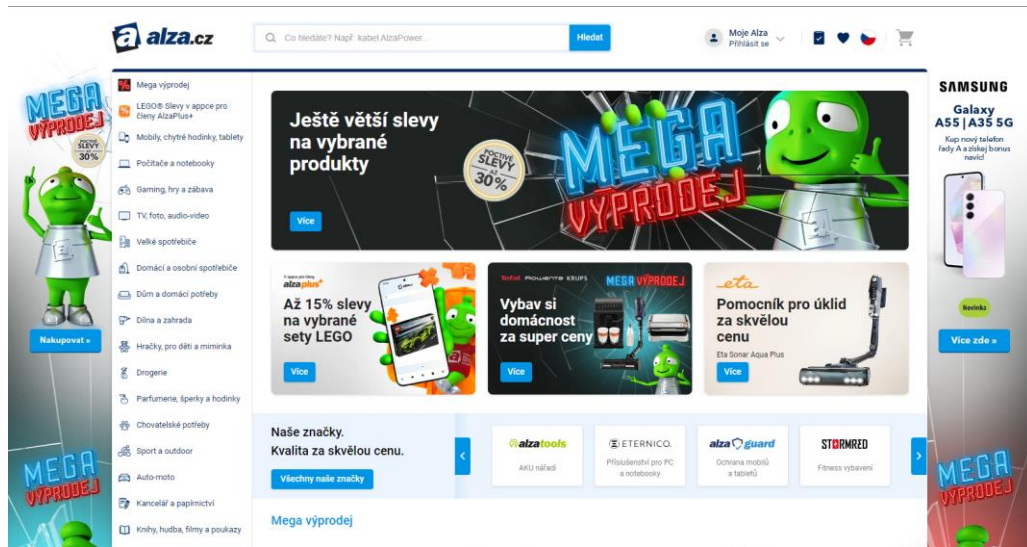 alza.cz
Co hledáte? Např. kabel AlzaPower...
Hledat
Moje Alza
Přihlásit se
MEGA
VÝPRODEJ
POCTIVÉ
SLEVY
AŽ
30%
Nakupovat »
MEGA
VÝPRODEJ
Mega výprodej
LEGO® Slevy v appce pro
členy AlzaPlus+
Mobily, chytré hodinky, tablety
Počítače a notebooky
Gaming, hry a zábava
TV, foto, audio-video
Velké spotřebiče
Domácí a osobní spotřebiče
Dům a domácí potřeby
Dílna a zahrada
Hračky, pro děti a miminka
Drogerie
Parfumerie, šperky a hodinky
Chovatelské potřeby
Sport a outdoor
Auto-moto
Kancelář a papírnictví
Knihy, hudba, filmy a poukazy
Ještě větší slevy
na vybrané
produkty
Více
POCTIVÉ
SLEVY
AŽ
30%
MEGA
VÝPRODEJ
V appce pro členy
alzaplus+
Až 15% slevy
na vybrané
sety LEGO
Více
Tefal Rowenta KRUPS
MEGA VÝPRODEJ
Vybav si
domácnost
za super ceny
Více
eta
Pomocník pro úklid
za skvělou
cenu
Eta Sonar Aqua Plus
Více
Naše značky.
Kvalita za skvělou cenu.
Všechny naše značky
alzatools
AKU nářadí
ETERNICO.
Příslušenství pro PC
a notebooky
alza guard
Ochrana mobilů
a tabletů
STORMRED
Fitness vybavení
Mega výprodej
SAMSUNG
Galaxy
A55 | A35 5G
Kup nový telefon
řady A a získej bonus
navíc!
Novinka
Více zde »
MEGA
VÝPRODEJ